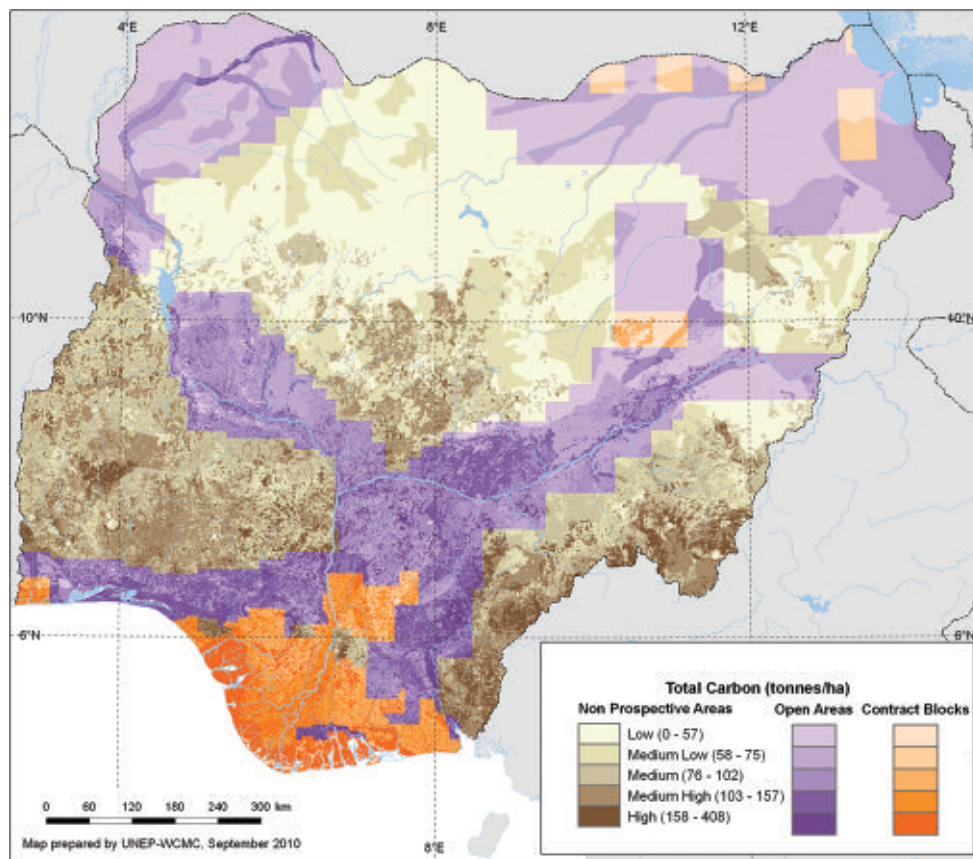 4°E 8°E 12°E
10°N 10°N
6°N 6°N
Total Carbon (tonnes/ha)
Non Prospective Areas Open Areas Contract Blocks
Low (0 - 57)
Medium Low (58 - 75)
Medium (76 - 102)
Medium High (103 - 157)
High (158 - 408)
0 60 120 180 240 300 km
Map prepared by UNEP-WCMC, September 2010
8°E